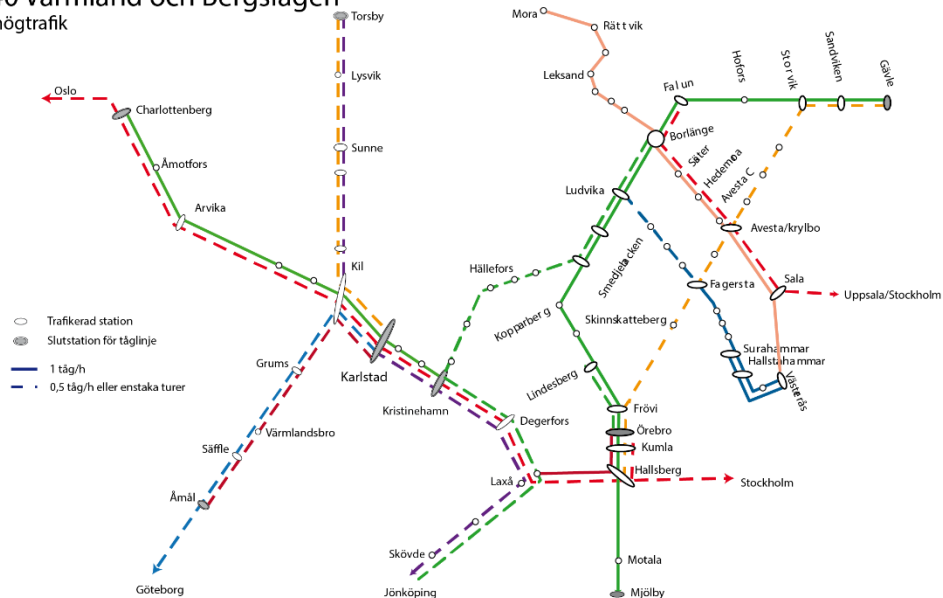 Värmland och Bergslagen
högtrafik
Torsby
Mora
Rättvik
Lysvik
Leksand
Falun
Hofors
Storvik
Sandviken
Gävle
Oslo
Charlottenberg
Borlänge
Sunne
Säter
Hedemora
Avesta C
Åmotfors
Ludvika
Arvika
Avesta/krylbo
Smedjebacken
Kil
Hällefors
Fagersta
Sala
Uppsala/Stockholm
Kopparberg
Skinnskatteberg
Trafikerad station
Slutstation för tåglinje
1 tåg/h
0,5 tåg/h eller enstaka turer
Grums
Karlstad
Surahammar
Hallstahammar
Västerås
Kristinehamn
Lindesberg
Degerfors
Frövi
Örebro
Värmlandsbro
Kumla
Säffle
Hallsberg
Laxå
Stockholm
Åmål
Skövde
Motala
Göteborg
Jönköping
Mjölby